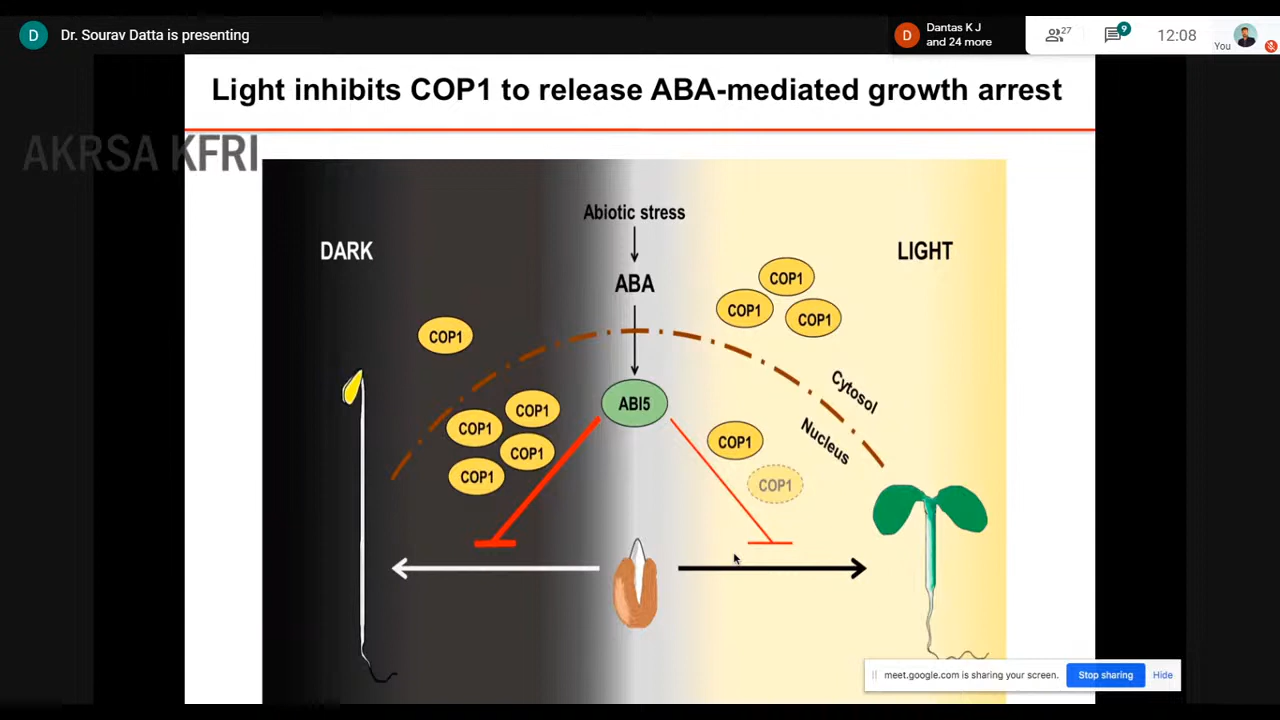 D
Dr. Sourav Datta is presenting
D
Dantas K J
and 24 more
27
9
12:08
You
Light inhibits COP1 to release ABA-mediated growth arrest
AKRSA KFRI
Abiotic stress
DARK
LIGHT
ABA
COP1
COP1
COP1
COP1
Cytosol
Nucleus
ABI5
COP1
COP1
COP1
COP1
COP1
COP1
meet.google.com is sharing your screen.
Stop sharing
Hide